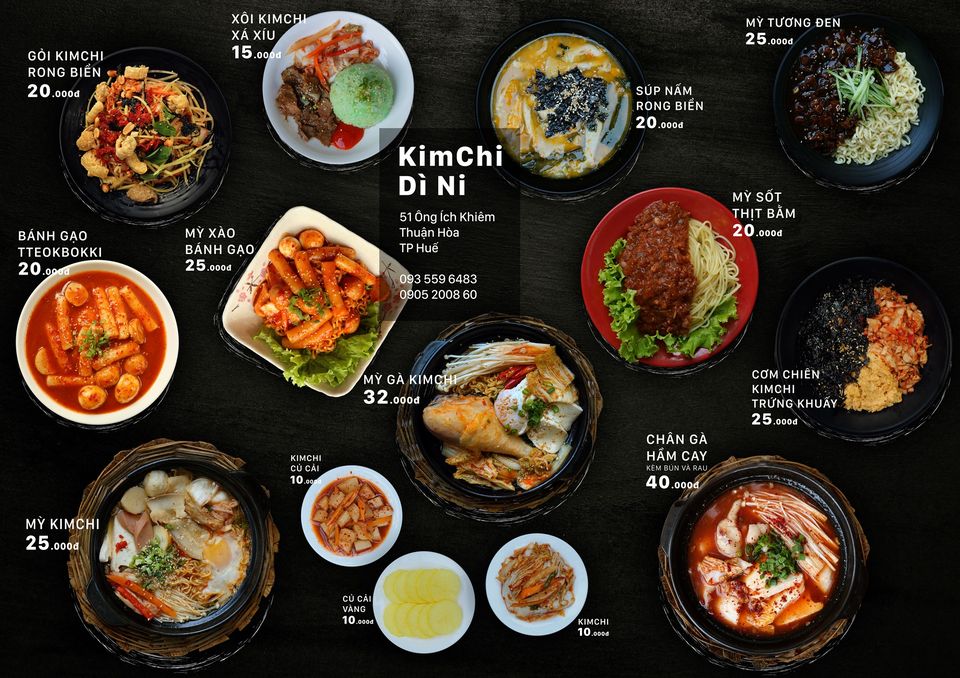 GỎI KIMCHI
RONG BIỂN
20.000đ
XÔI KIMCHI
XÁ XÍU
15.000đ
SÚP NẤM
RONG BIỂN
20.000đ
MỲ TƯƠNG ĐEN
25.000đ
KimChi
Dì Ni
51 Ông Ích Khiêm
Thuận Hòa
TP Huế
093 559 6483
0905 2008 60
BÁNH GẠO
TTEOKBOKKI
20.000đ
MỲ XÀO
BÁNH GẠO
25.000đ
MỲ SỐT
THỊT BẰM
20.000đ
MỲ GÀ KIMCHI
32.000đ
CƠM CHIÊN
KIMCHI
TRỨNG KHUẤY
25.000đ
MỲ KIMCHI
25.000đ
KIMCHI
CỦ CẢI
10.000đ
CỦ CẢI
VÀNG
10.000đ
KIMCHI
10.000đ
CHÂN GÀ
HẦM CAY
KÈM BÚN VÀ RAU
40.000đ